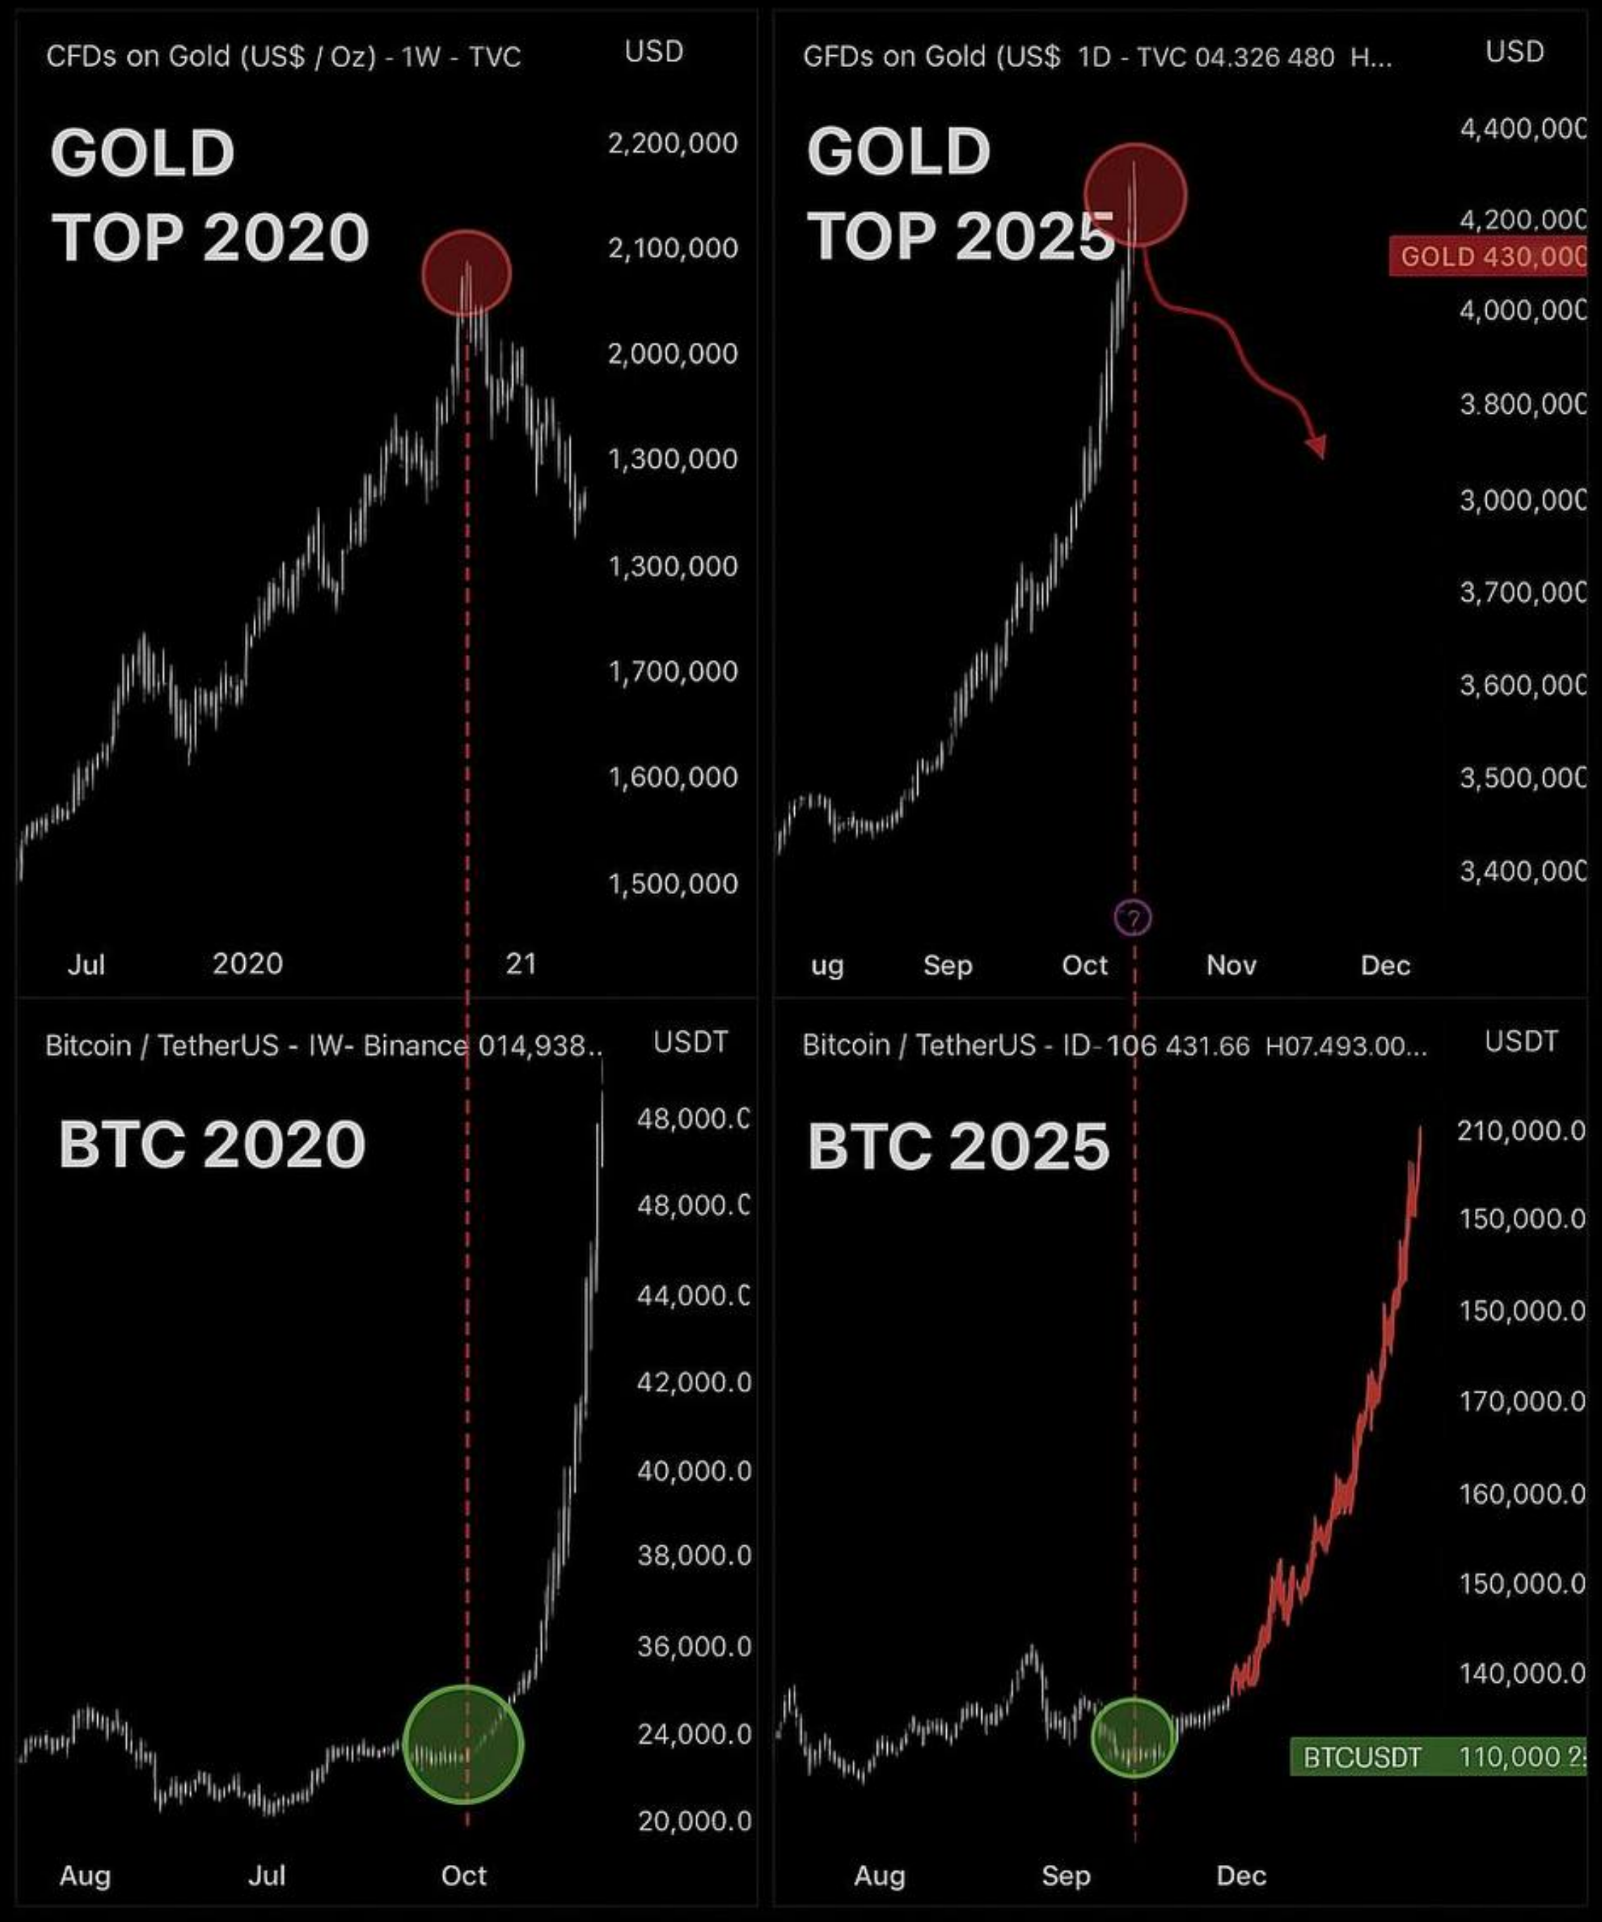 CFDs on Gold (US$ / Oz) - 1W - TVC
USD
GOLD
TOP 2020
2,200,000
2,100,000
2,000,000
1,300,000
1,300,000
1,700,000
1,600,000
1,500,000
Jul
2020
21
GFDs on Gold (US$ 1D - TVC 04.326 480 H...
USD
GOLD
TOP 2025
4,400,000
4,200,000
GOLD 430,000
4,000,000
3.800,000
3,000,000
3,700,000
3,600,000
3,500,000
3,400,000
?
ug
Sep
Oct
Nov
Dec
Bitcoin / TetherUS - IW- Binance 014,938..
USDT
BTC 2020
48,000.0
48,000.0
44,000.0
42,000.0
40,000.0
38,000.0
36,000.0
24,000.0
20,000.0
Aug
Jul
Oct
Bitcoin / TetherUS - ID-106 431.66 H07.493.00...
USDT
BTC 2025
210,000.0
150,000.0
150,000.0
170,000.0
160,000.0
150,000.0
140,000.0
BTCUSDT 110,000 2:
Aug
Sep
Dec